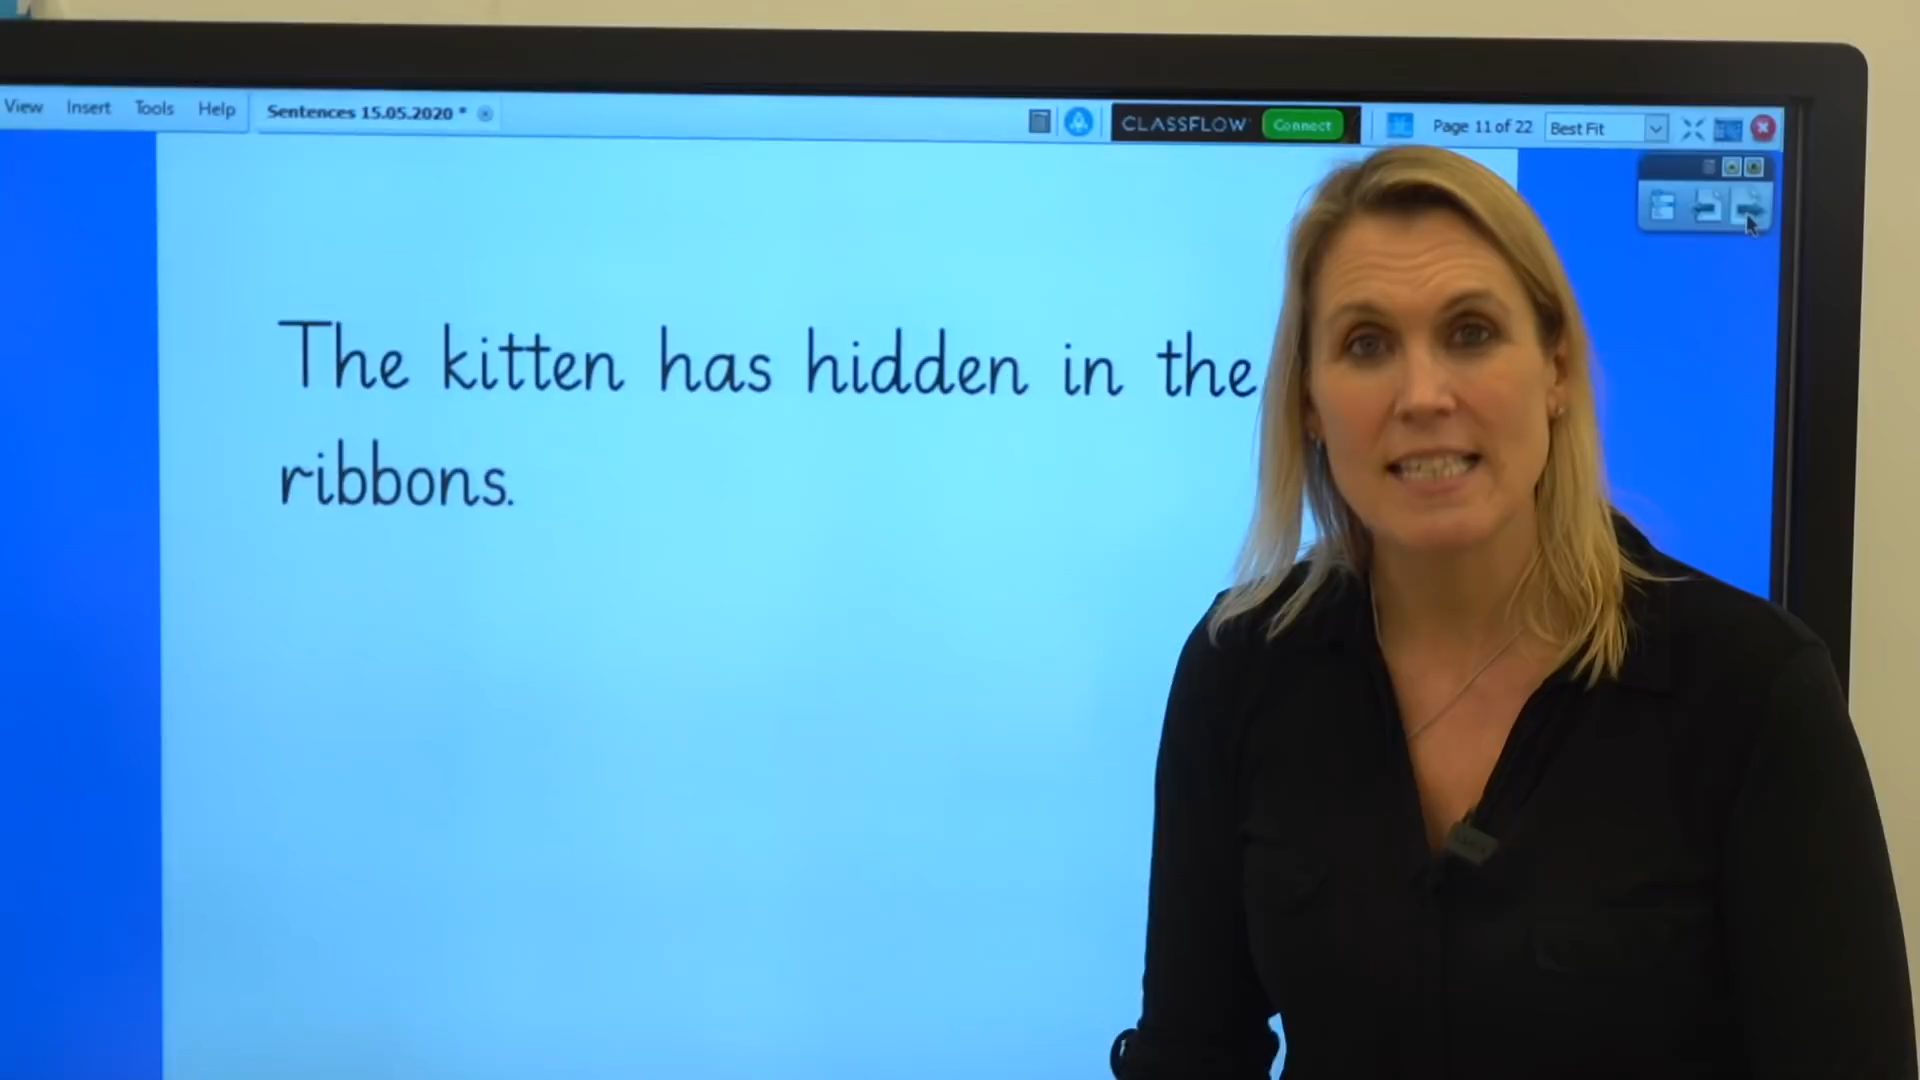 View Insert Tools Help Sentences 15.05.2020 * CLASSFLOW Connect Page 11 of 22 Best Fit
The kitten has hidden in the
ribbons.